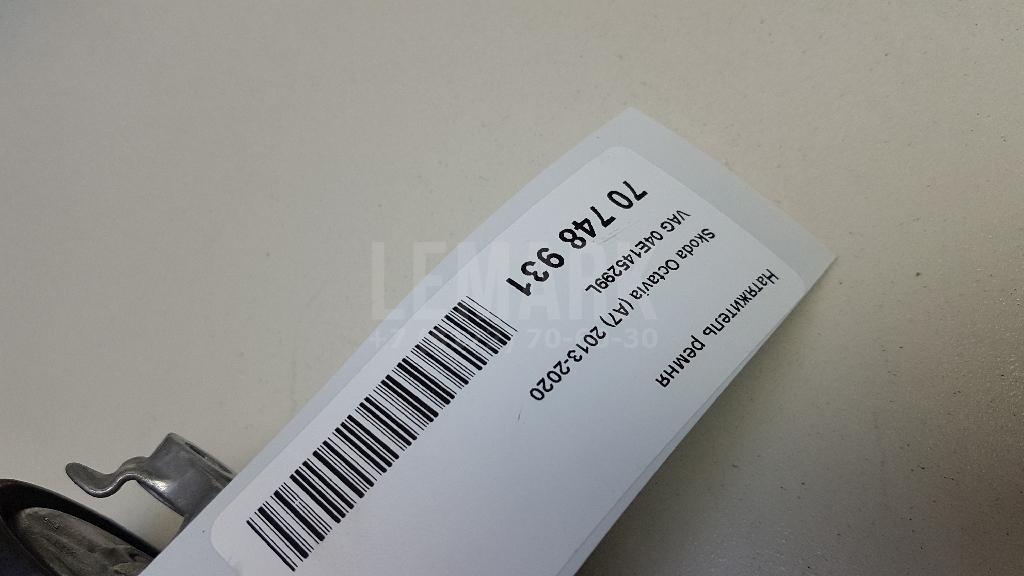 Натяжитель ремня
Skoda Octavia (A7) 2013-2020
VAG 04E145299L
70 748 931
LEMARK